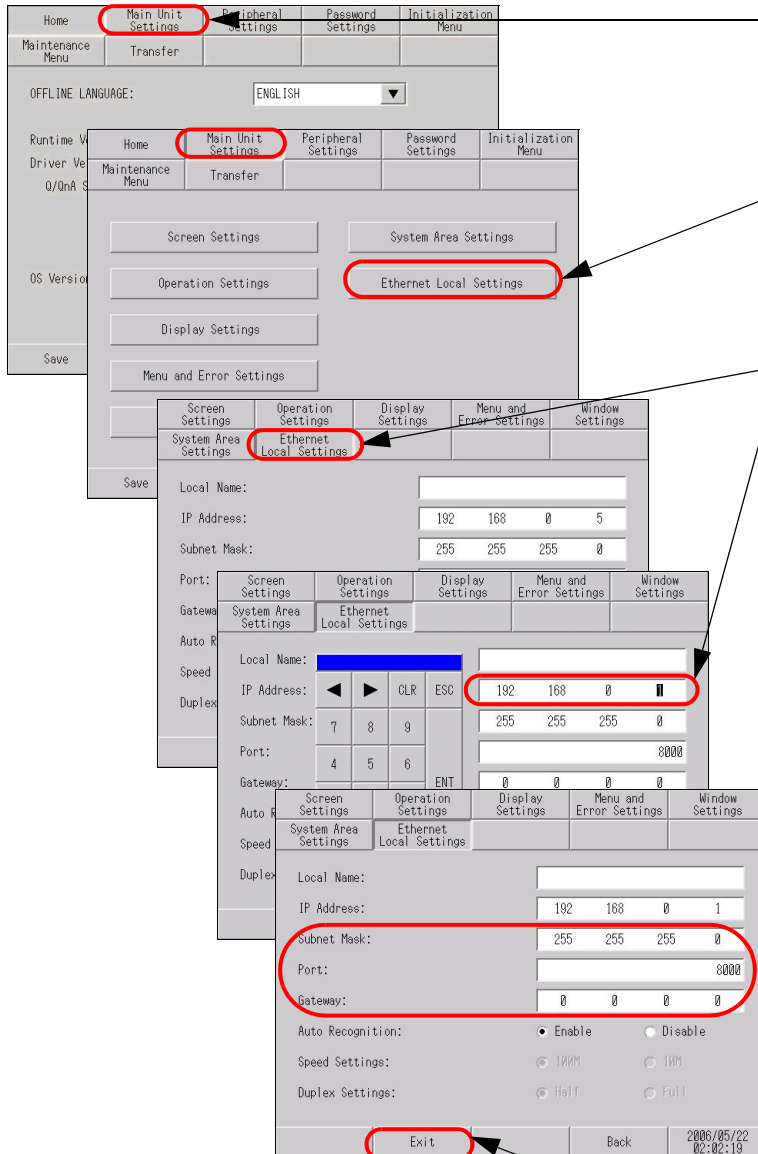 Home Main Unit Settings Peripheral Settings Password Settings Initialization Menu
Maintenance Menu Transfer
OFFLINE LANGUAGE: ENGLISH
Runtime V
Driver Ve
Q/QnA S
OS Version
Save
Home Main Unit Settings Peripheral Settings Password Settings Initialization Menu
Maintenance Menu Transfer
Screen Settings System Area Settings
Operation Settings Ethernet Local Settings
Display Settings
Menu and Error Settings
Save
Screen Settings Operation Settings Display Settings Menu and Error Settings Window Settings
System Area Settings Ethernet Local Settings
Local Name:
IP Address: 192 168 0 5
Subnet Mask: 255 255 255 0
Port:
Gatewa
Auto R
Speed
Duplex
Screen Settings Operation Settings Display Settings Menu and Error Settings Window Settings
System Area Settings Ethernet Local Settings
Local Name:
IP Address: ◀ ▶ CLR ESC 192 168 0 1
Subnet Mask: 7 8 9 255 255 255 0
Port: 4 5 6 8000
Gateway: ENT 0 0 0 0
Auto R
Speed
Duplex
Screen Settings Operation Settings Display Settings Menu and Error Settings Window Settings
System Area Settings Ethernet Local Settings
Local Name:
IP Address: 192 168 0 1
Subnet Mask: 255 255 255 0
Port: 8000
Gateway: 0 0 0 0
Auto Recognition: Enable Disable
Speed Settings: 100M 10M
Duplex Settings: Half Full
Exit Back 2006/05/22 02:02:19